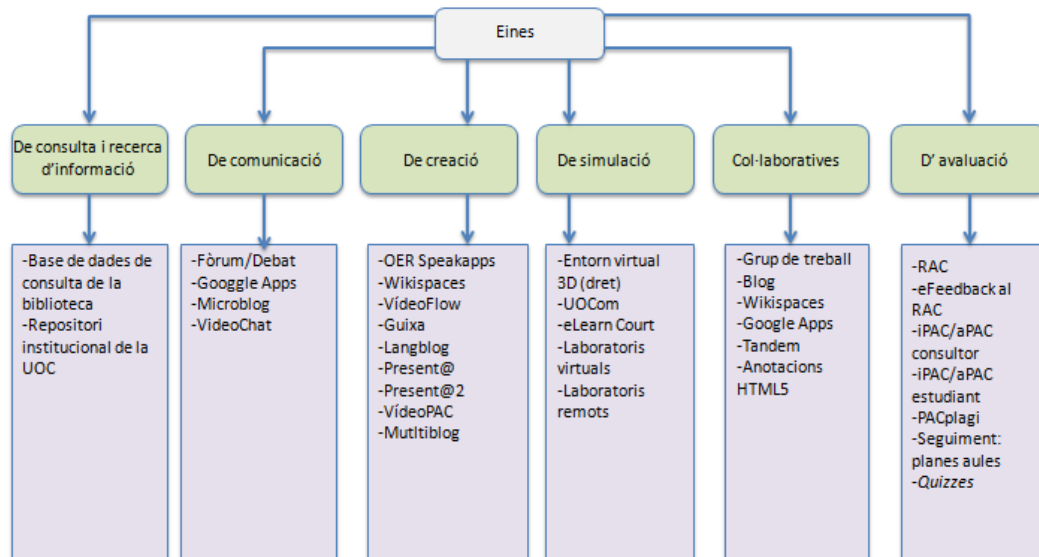 Eines
De consulta i recerca
d'informació
De comunicació
De creació
De simulació
Col·laboratives
D' avaluació
-Base de dades de
consulta de la
biblioteca
-Repositori
institucional de la
UOC
-Fòrum/Debat
-Googgle Apps
-Microblog
-VideoChat
-OER Speakapps
-Wikispaces
-VídeoFlow
-Guixa
-Langblog
-Present@
-Present@2
-VídeoPAC
-Mutltiblog
-Entorn virtual
3D (dret)
-UOCom
-eLearn Court
-Laboratoris
virtuals
-Laboratoris
remots
-Grup de treball
-Blog
-Wikispaces
-Google Apps
-Tandem
-Anotacions
HTML5
-RAC
-eFeedback al
RAC
-iPAC/aPAC
consultor
-iPAC/aPAC
estudiant
-PACplagi
-Seguiment:
planes aules
-Quizzes